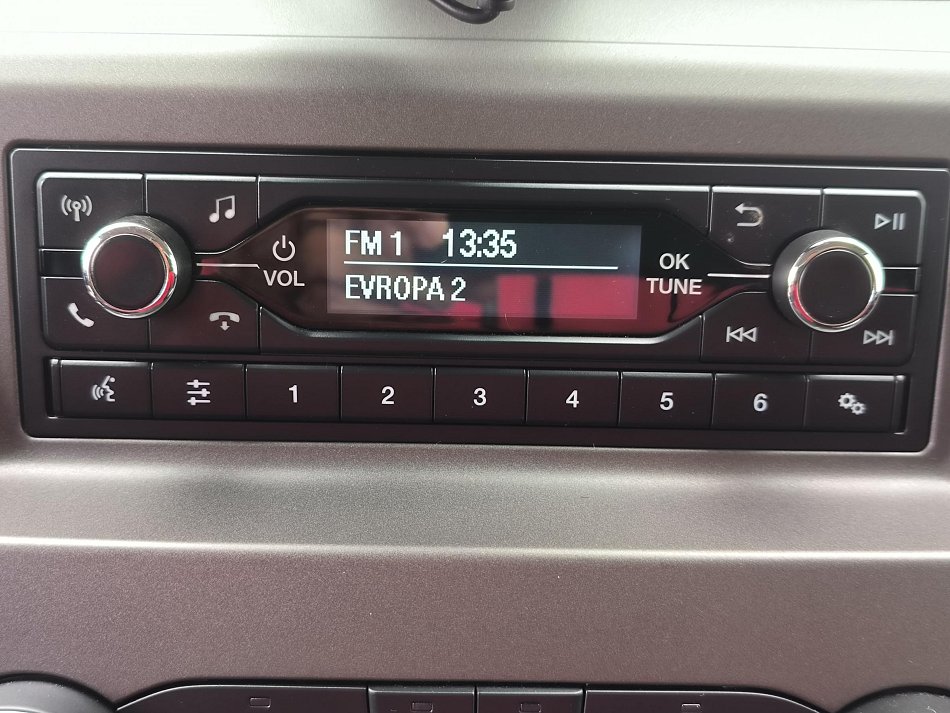 FM 1 13:35
EVROPA 2
VOL
OK
TUNE
1 2 3 4 5 6